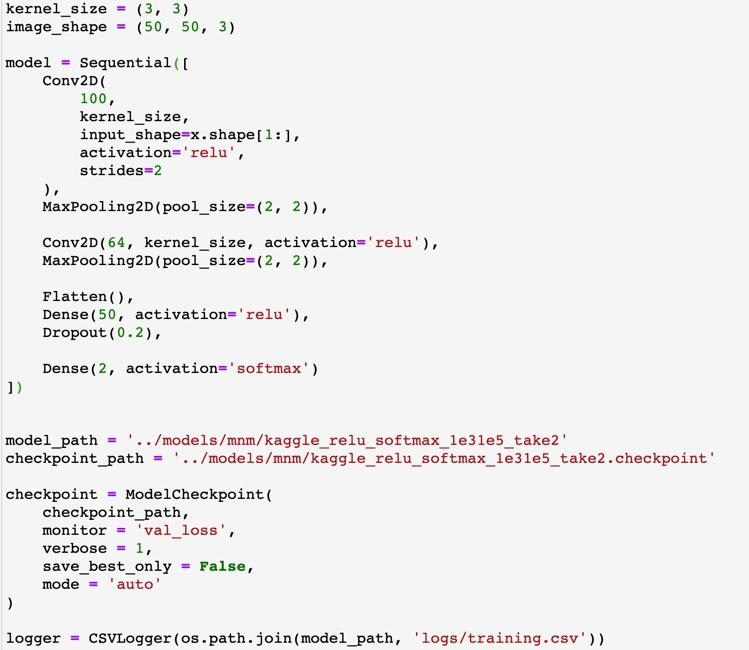 kernel_size = (3, 3)
image_shape = (50, 50, 3)
model = Sequential([
    Conv2D(
        100,
        kernel_size,
        input_shape=x.shape[1:],
        activation='relu',
        strides=2
    ),
    MaxPooling2D(pool_size=(2, 2)),
    Conv2D(64, kernel_size, activation='relu'),
    MaxPooling2D(pool_size=(2, 2)),
    Flatten(),
    Dense(50, activation='relu'),
    Dropout(0.2),
    Dense(2, activation='softmax')
])
model_path = '../models/mnm/kaggle_relu_softmax_1e31e5_take2'
checkpoint_path = '../models/mnm/kaggle_relu_softmax_1e31e5_take2.checkpoint'
checkpoint = ModelCheckpoint(
    checkpoint_path,
    monitor = 'val_loss',
    verbose = 1,
    save_best_only = False,
    mode = 'auto'
)
logger = CSVLogger(os.path.join(model_path, 'logs/training.csv'))